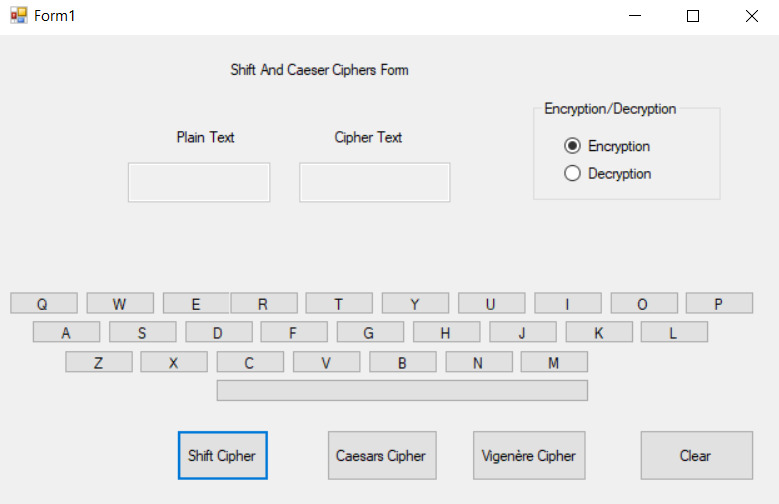 Form1
Shift And Caeser Ciphers Form
Encryption/Decryption
Plain Text Cipher Text
Encryption
Decryption
Q W E R T Y U I O P
A S D F G H J K L
Z X C V B N M
Shift Cipher Caesars Cipher Vigenère Cipher Clear